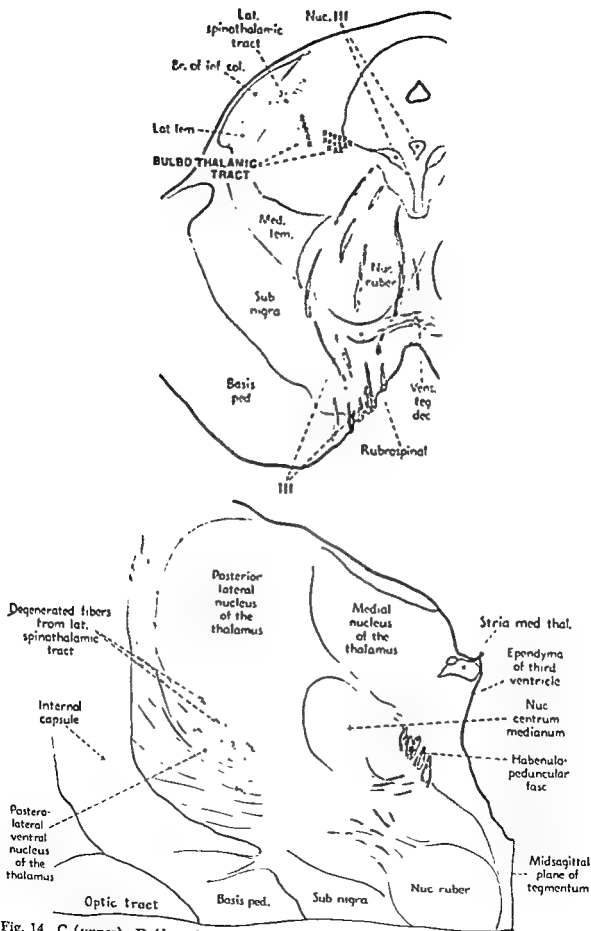 Lat.
spinothalamic
tract
Nuc. III
Br. of inf. col.
Lat lem
BULBO THALAMIC
TRACT
Med.
lem.
Nuc.
ruber
Sub
nigra
Basis
ped
Vent.
teg
dec
Rubrospinal
III
Posterior
lateral
nucleus
of the
thalamus
Medial
nucleus
of the
thalamus
Degenerated fibers
from lat.
spinothalamic
tract
Stria med thal.
Ependyma
of third
ventricle
Internal
capsule
Nuc
centrum
medianum
Habenulo-
peduncular
fasc
Postero-
lateral
ventral
nucleus
of the
thalamus
Midsagittal
plane of
tegmentum
Optic tract
Basis ped.
Sub nigra
Nuc ruber
Fig. 14. C (upper)